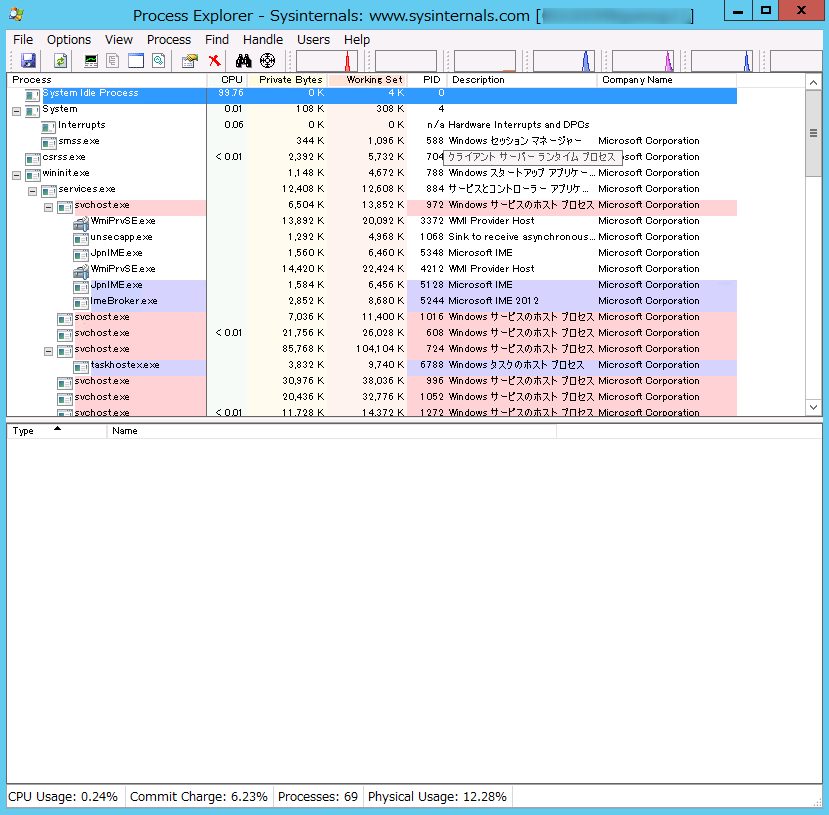 Process Explorer - Sysinternals: www.sysinternals.com [ ]
File Options View Process Find Handle Users Help
Process CPU Private Bytes Working Set PID Description Company Name
System Idle Process 99.76 0 K 4 K 0
System 0.01 108 K 308 K 4
Interrupts 0.06 0 K 0 K n/a Hardware Interrupts and DPCs
smss.exe 344 K 1,096 K 588 Windows セッション マネージャー Microsoft Corporation
csrss.exe < 0.01 2,392 K 5,732 K 704 クライアント サーバー ランタイム プロセス Microsoft Corporation
wininit.exe 1,148 K 4,672 K 788 Windows スタートアップ アプリケー... Microsoft Corporation
services.exe 12,408 K 12,608 K 884 サービスとコントローラー アプリケ... Microsoft Corporation
svchost.exe 6,504 K 13,852 K 972 Windows サービスのホスト プロセス Microsoft Corporation
WmiPrvSE.exe 13,892 K 20,092 K 3372 WMI Provider Host Microsoft Corporation
unsecapp.exe 1,292 K 4,968 K 1068 Sink to receive asynchronous... Microsoft Corporation
JpnIME.exe 1,560 K 6,460 K 5348 Microsoft IME Microsoft Corporation
WmiPrvSE.exe 14,420 K 22,424 K 4212 WMI Provider Host Microsoft Corporation
JpnIME.exe 1,584 K 6,456 K 5128 Microsoft IME Microsoft Corporation
ImeBroker.exe 2,852 K 8,680 K 5244 Microsoft IME 2012 Microsoft Corporation
svchost.exe 7,036 K 11,400 K 1016 Windows サービスのホスト プロセス Microsoft Corporation
svchost.exe < 0.01 21,756 K 26,028 K 608 Windows サービスのホスト プロセス Microsoft Corporation
svchost.exe 85,768 K 104,104 K 724 Windows サービスのホスト プロセス Microsoft Corporation
taskhostex.exe 3,832 K 9,740 K 6788 Windows タスクのホスト プロセス Microsoft Corporation
svchost.exe 30,976 K 38,036 K 996 Windows サービスのホスト プロセス Microsoft Corporation
svchost.exe 20,436 K 32,776 K 1052 Windows サービスのホスト プロセス Microsoft Corporation
svchost.exe < 0.01 11,728 K 14,372 K 1272 Windows サービスのホスト プロセス Microsoft Corporation
Type Name
CPU Usage: 0.24% Commit Charge: 6.23% Processes: 69 Physical Usage: 12.28%